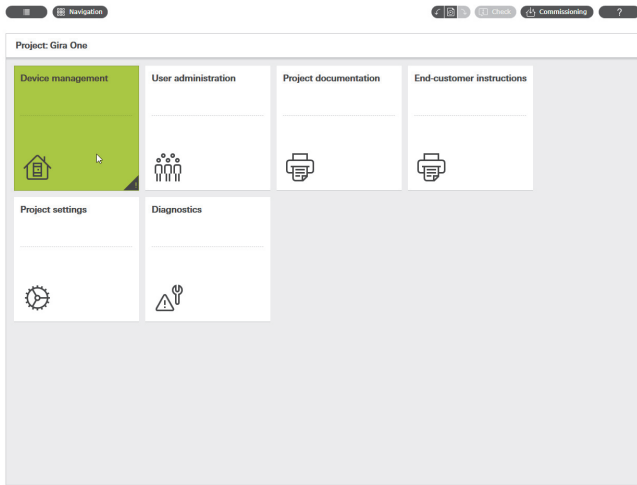 Navigation
Check
Commissioning
?
Project: Gira One
Device management
User administration
Project documentation
End-customer instructions
Project settings
Diagnostics